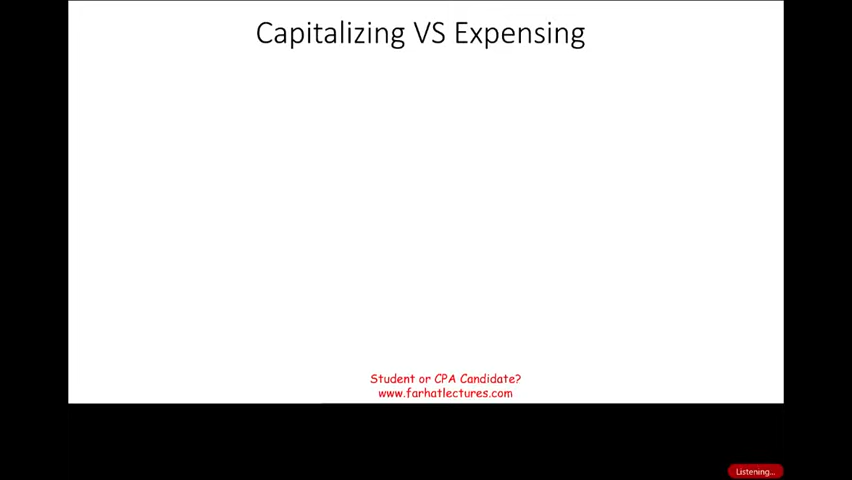 Capitalizing VS Expensing
Student or CPA Candidate?
www.farhatlectures.com
Listening...